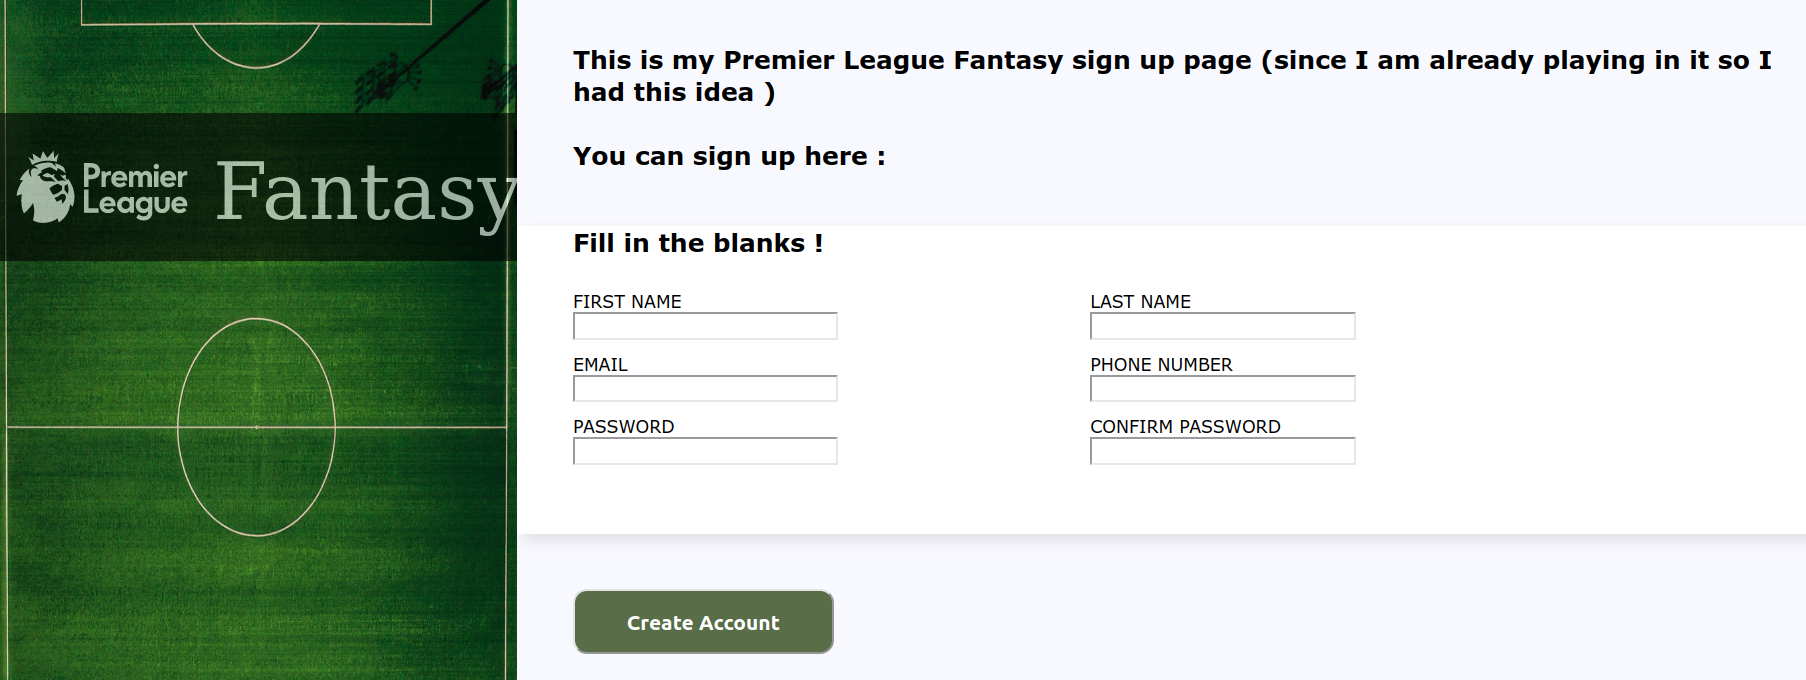 Premier
League
Fantasy
This is my Premier League Fantasy sign up page (since I am already playing in it so I
had this idea )
You can sign up here :
Fill in the blanks !
FIRST NAME
LAST NAME
EMAIL
PHONE NUMBER
PASSWORD
CONFIRM PASSWORD
Create Account